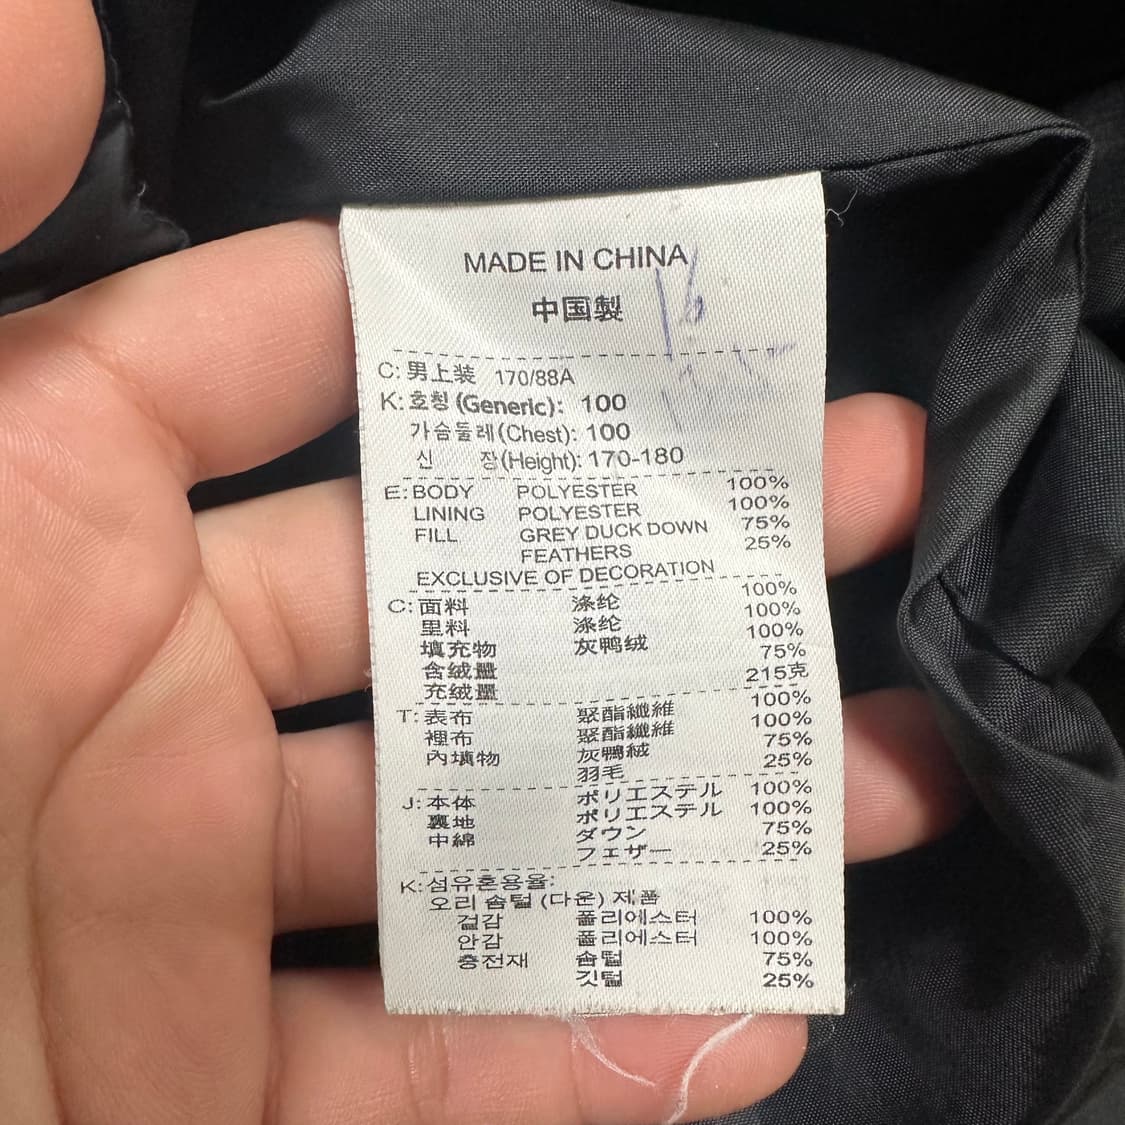 MADE IN CHINA
中国製
16
C: 男上装 170/88A
K: 호칭 (Generic): 100
가슴둘레(Chest): 100
신 장(Height): 170-180
E: BODY POLYESTER 100%
LINING POLYESTER 100%
FILL GREY DUCK DOWN 75%
FEATHERS 25%
EXCLUSIVE OF DECORATION
C: 面料 涤纶 100%
里料 涤纶 100%
填充物 灰鸭绒 100%
含絨量 75%
充絨量 215克
T: 表布 聚酯纖維 100%
裡布 聚酯纖維 100%
內填物 灰鴨絨 75%
羽毛 25%
J: 本体 ポリエステル 100%
裏地 ポリエステル 100%
中綿 ダウン 75%
フェザー 25%
K: 섬유혼용율:
오리 솜털 (다운) 제품
겉감 폴리에스터 100%
안감 폴리에스터 100%
충전재 솜털 75%
깃털 25%